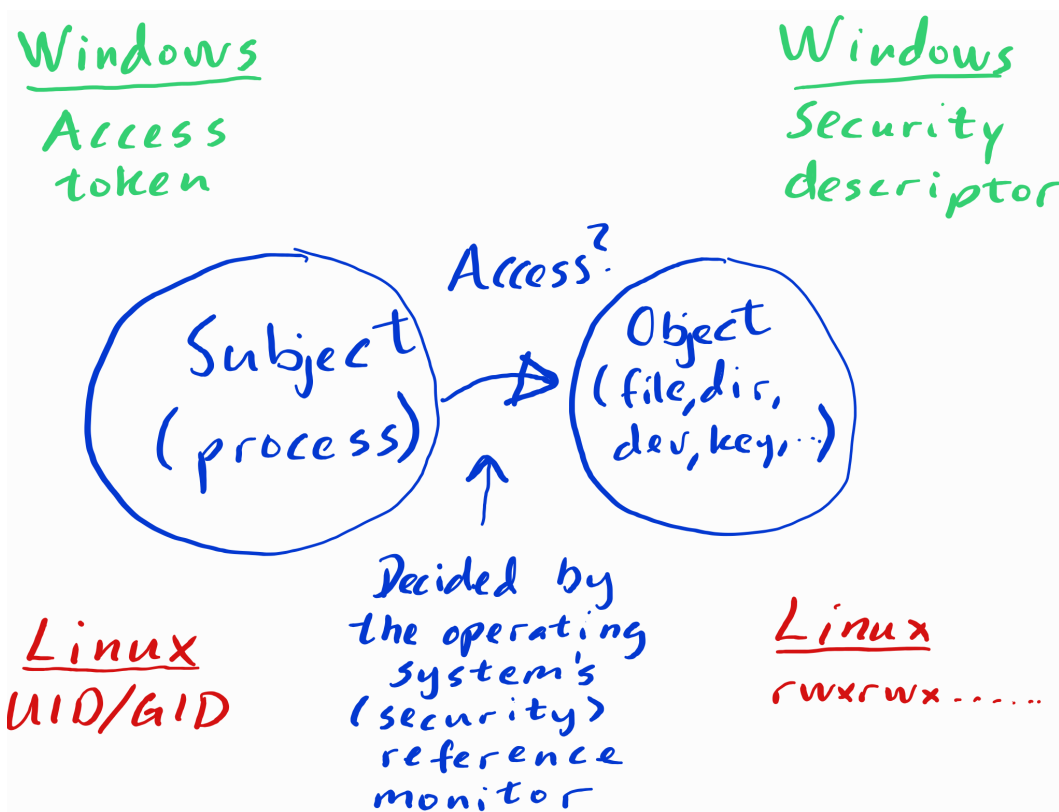 Windows
Access
token
Windows
Security
descriptor
Access?
Subject
(process)
Object
(file,dir,
dev,key,..)
Decided by
the operating
system's
(security)
reference
monitor
Linux
UID/GID
Linux
rwxrwx......